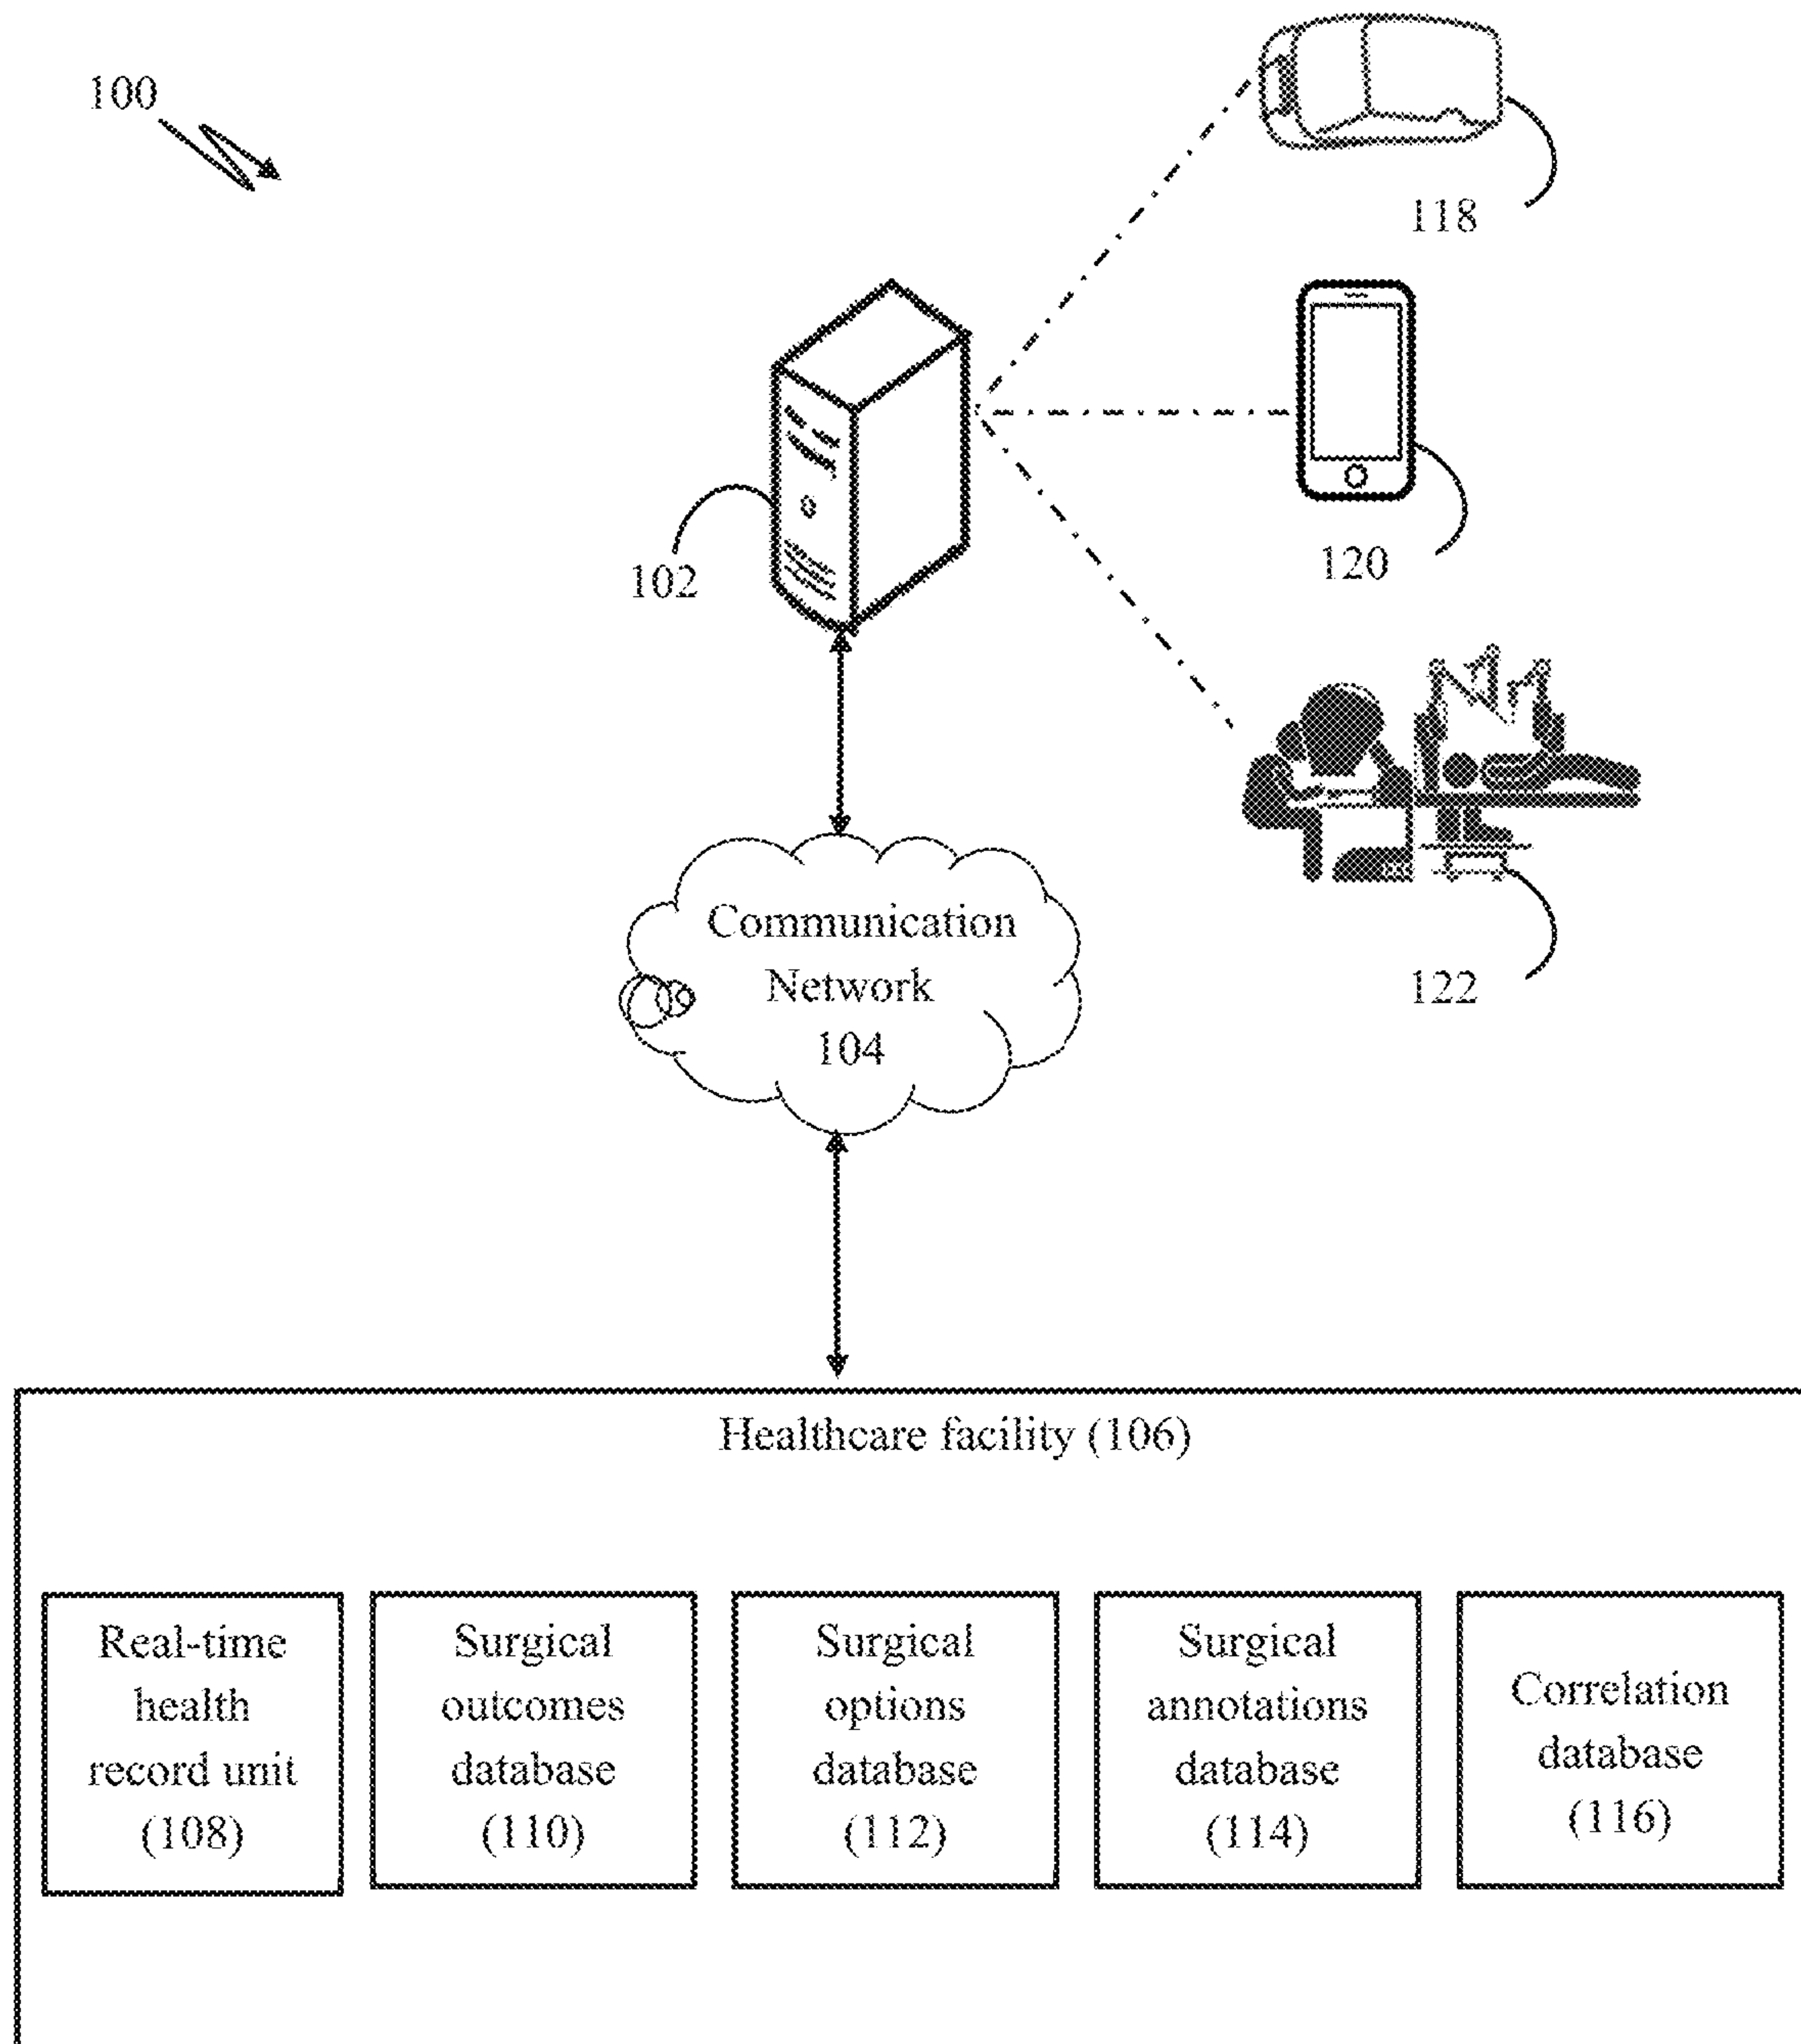 100
118
120
102
122
Communication
Network
104
Healthcare facility (106)
Real-time
health
record unit
(108)
Surgical
outcomes
database
(110)
Surgical
options
database
(112)
Surgical
annotations
database
(114)
Correlation
database
(116)